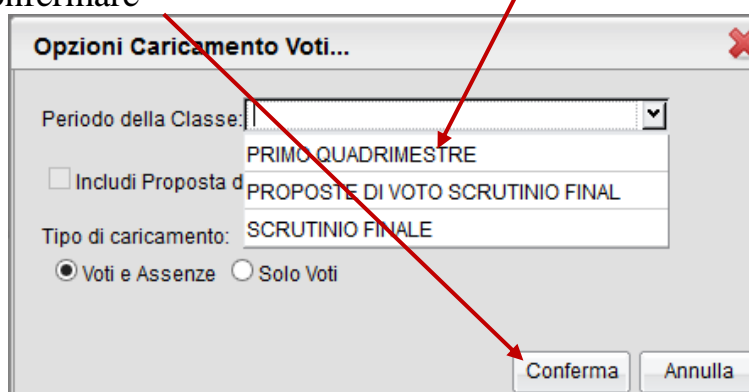 Opzioni Caricamento Voti...
Periodo della Classe:
PRIMO QUADRIMESTRE
Includi Proposta d
PROPOSTE DI VOTO SCRUTINIO FINAL
Tipo di caricamento:
SCRUTINIO FINALE
Voti e Assenze Solo Voti
Conferma Annulla